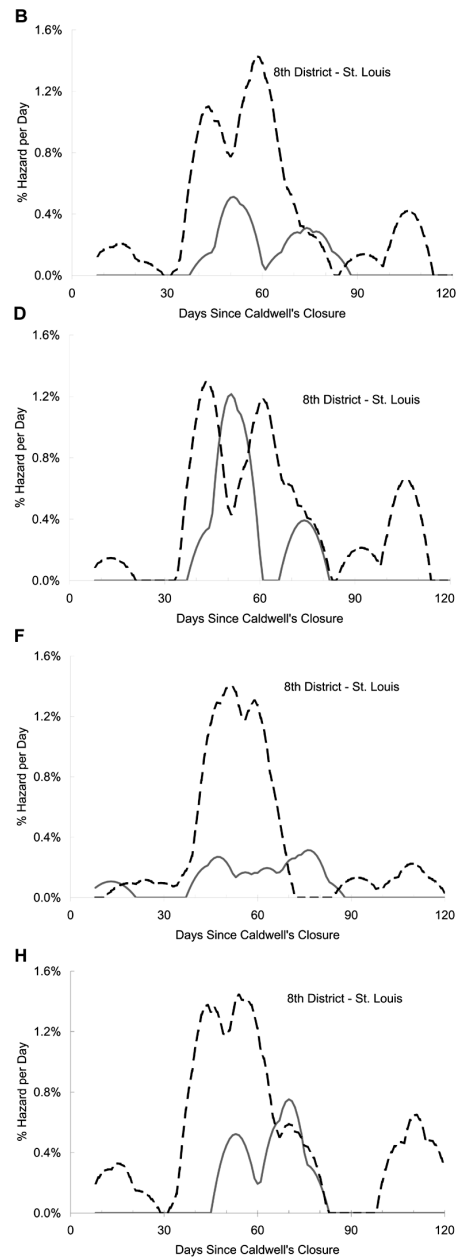 B
1.6%
1.2%
0.8%
0.4%
0.0%
% Hazard per Day
8th District - St. Louis
0 30 60 90 120
Days Since Caldwell's Closure
D
1.6%
1.2%
0.8%
0.4%
0.0%
% Hazard per Day
8th District - St. Louis
0 30 60 90 120
Days Since Caldwell's Closure
F
1.6%
1.2%
0.8%
0.4%
0.0%
% Hazard per Day
8th District - St. Louis
0 30 60 90 120
Days Since Caldwell's Closure
H
1.6%
1.2%
0.8%
0.4%
0.0%
% Hazard per Day
8th District - St. Louis
0 30 60 90 120
Days Since Caldwell's Closure